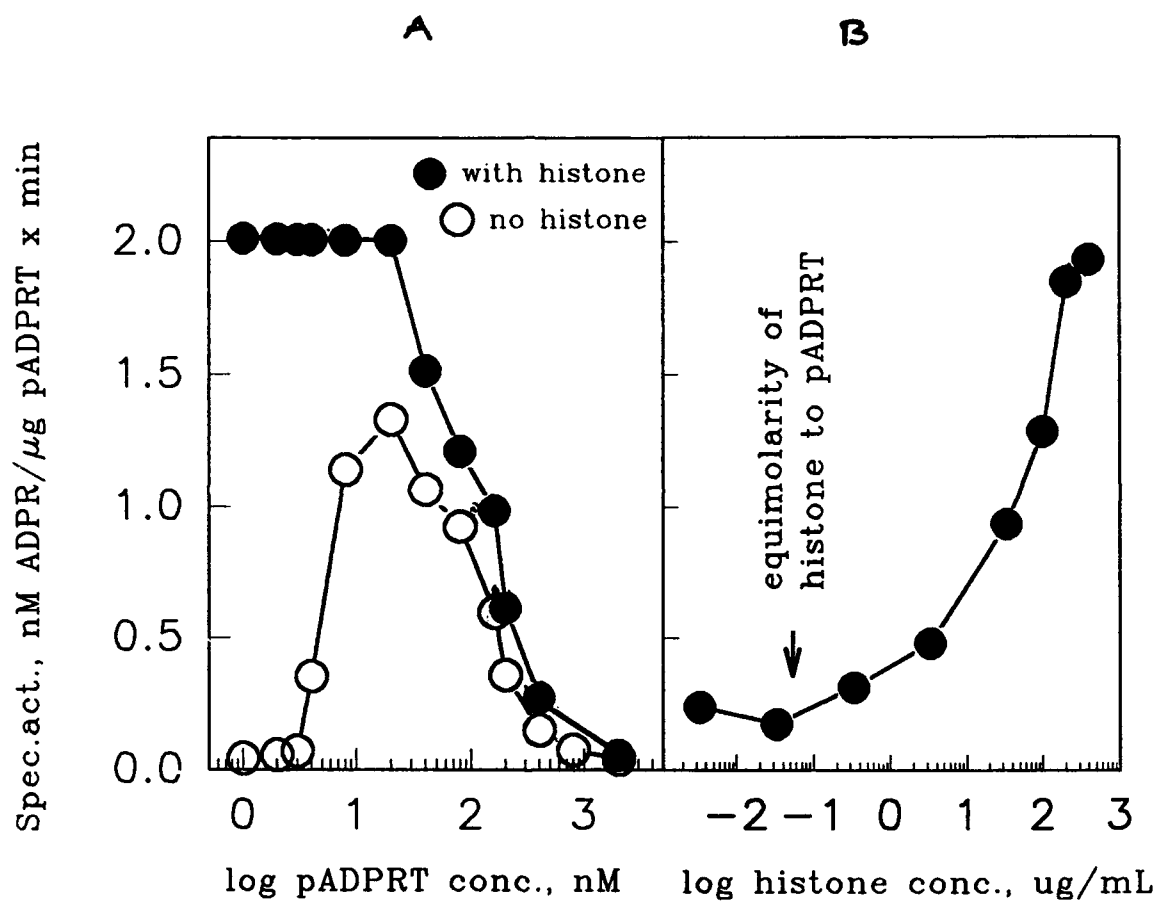 A
B
Spec.act., nM ADPR/µg pADPRT x min
with histone
no histone
2.0
1.5
1.0
0.5
0.0
0 1 2 3
log pADPRT conc., nM
equimolarity of
histone to pADPRT
−2 −1 0 1 2 3
log histone conc., ug/mL